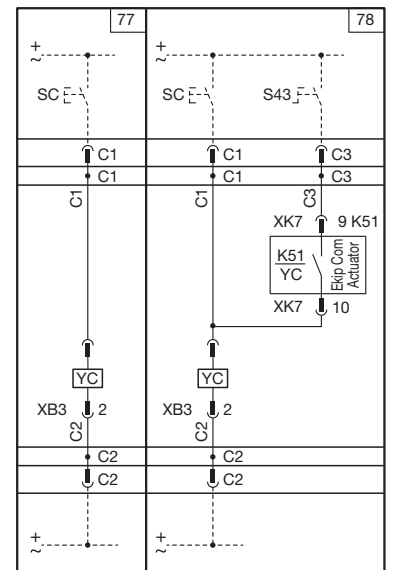 77 78
+
~
+
~
SC SC S43
C1 C1 C3
C1 C1 C3
C1 C1 C3
XK7 9 K51
K51
YC
Ekip Com
Actuator
XK7 10
YC YC
XB3 2 XB3 2
C2 C2
C2 C2
C2 C2
+
~
+
~